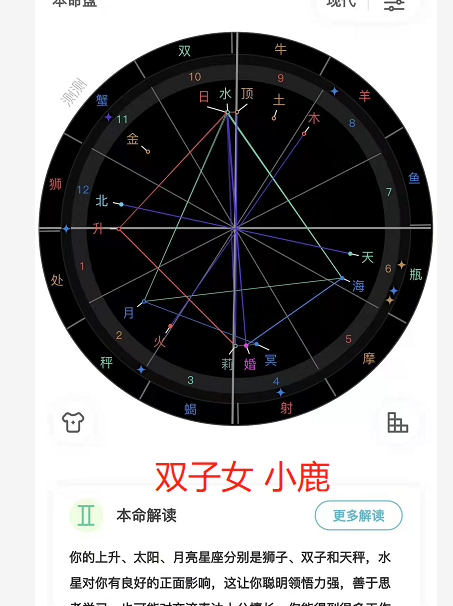 本命盘
现代
测测
双
牛
羊
鱼
瓶
摩
射
蝎
秤
处
狮
蟹
10
9
8
7
6
5
4
3
2
1
12
11
日 水 顶
土
木
金
北
升
月
火
莉 婚 冥
海
天
双子女 小鹿
本命解读
更多解读
你的上升、太阳、月亮星座分别是狮子、双子和天秤，水
星对你有良好的正面影响，这让你聪明领悟力强，善于思